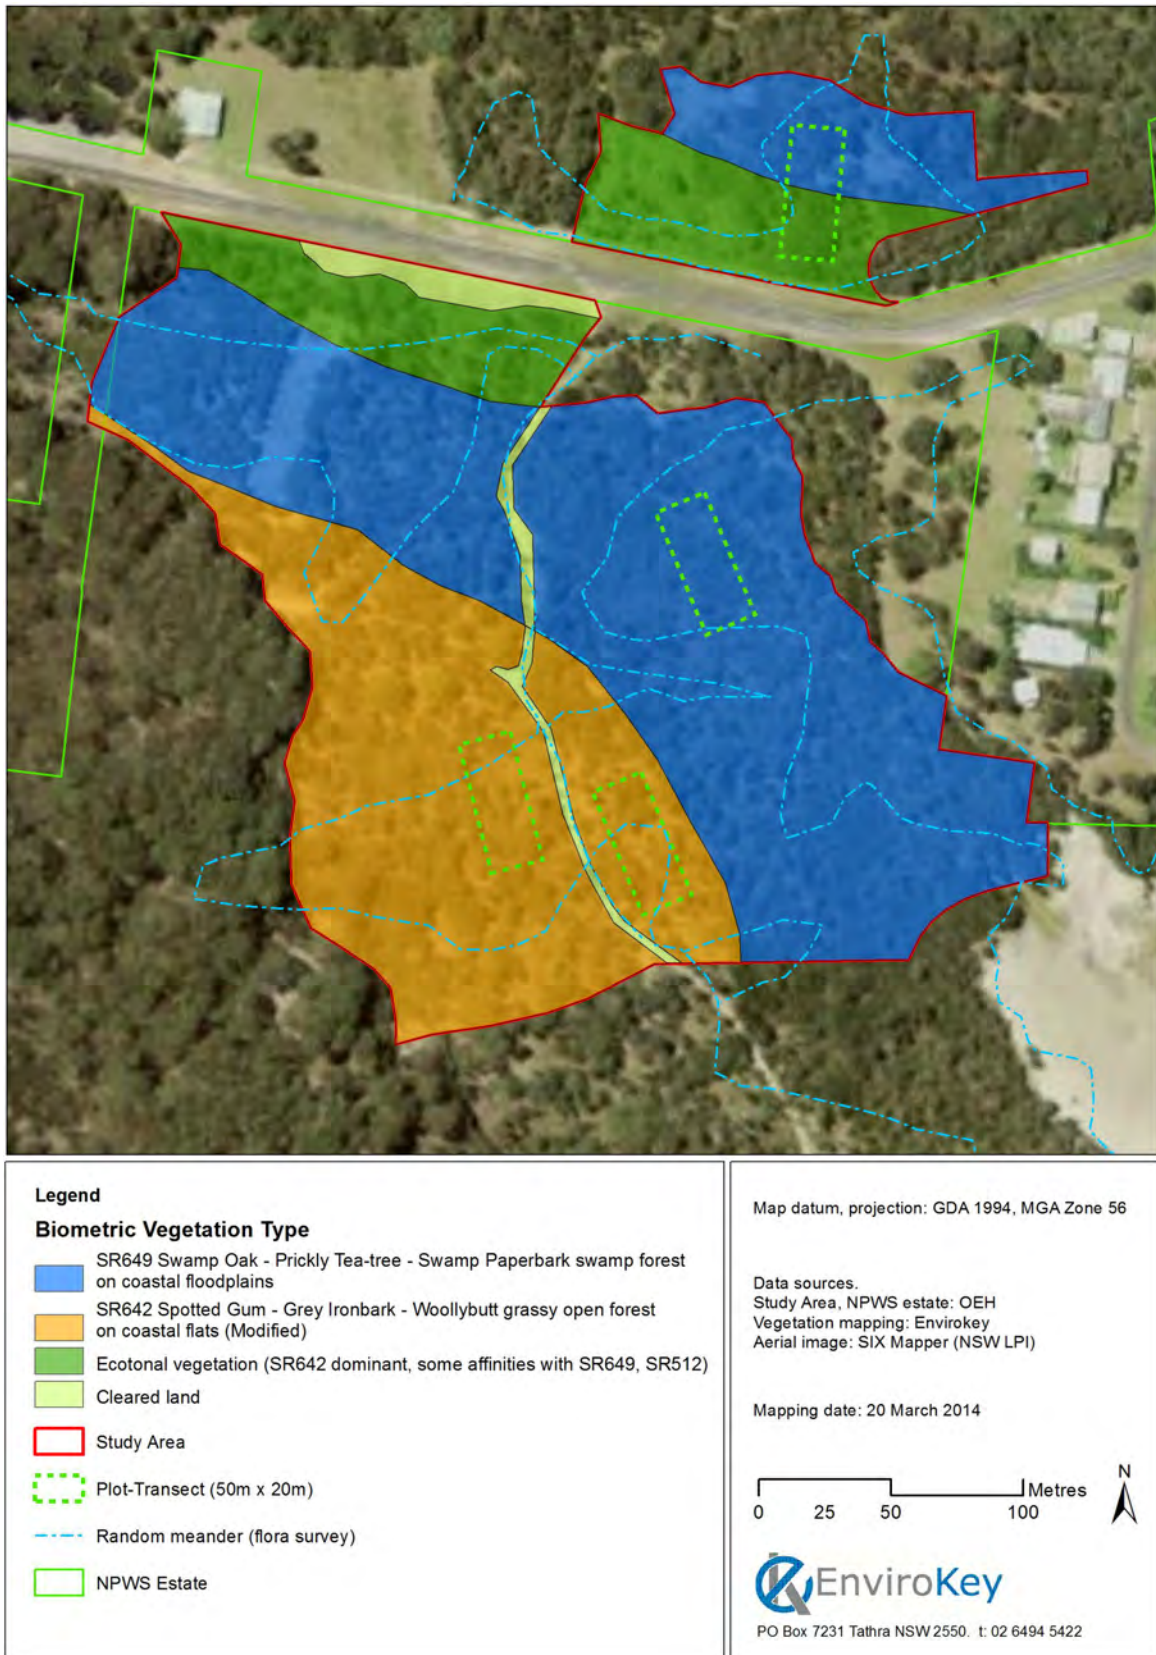 Legend
Biometric Vegetation Type
SR649 Swamp Oak - Prickly Tea-tree - Swamp Paperbark swamp forest
on coastal floodplains
SR642 Spotted Gum - Grey Ironbark - Woollybutt grassy open forest
on coastal flats (Modified)
Ecotonal vegetation (SR642 dominant, some affinities with SR649, SR512)
Cleared land
Study Area
Plot-Transect (50m x 20m)
Random meander (flora survey)
NPWS Estate
Map datum, projection: GDA 1994, MGA Zone 56
Data sources.
Study Area, NPWS estate: OEH
Vegetation mapping: Envirokey
Aerial image: SIX Mapper (NSW LPI)
Mapping date: 20 March 2014
Metres
0 25 50 100
N
EnviroKey
PO Box 7231 Tathra NSW 2550. t: 02 6494 5422